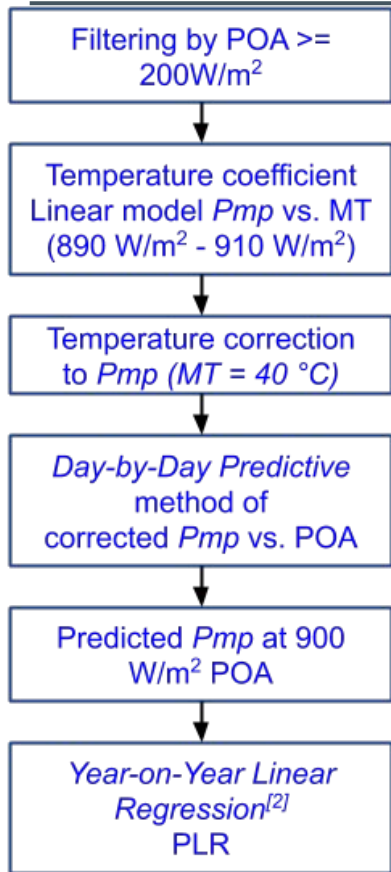 Filtering by POA >=
200W/m²
Temperature coefficient
Linear model Pmp vs. MT
(890 W/m² - 910 W/m²)
Temperature correction
to Pmp (MT = 40 °C)
Day-by-Day Predictive
method of
corrected Pmp vs. POA
Predicted Pmp at 900
W/m² POA
Year-on-Year Linear
Regression[2]
PLR